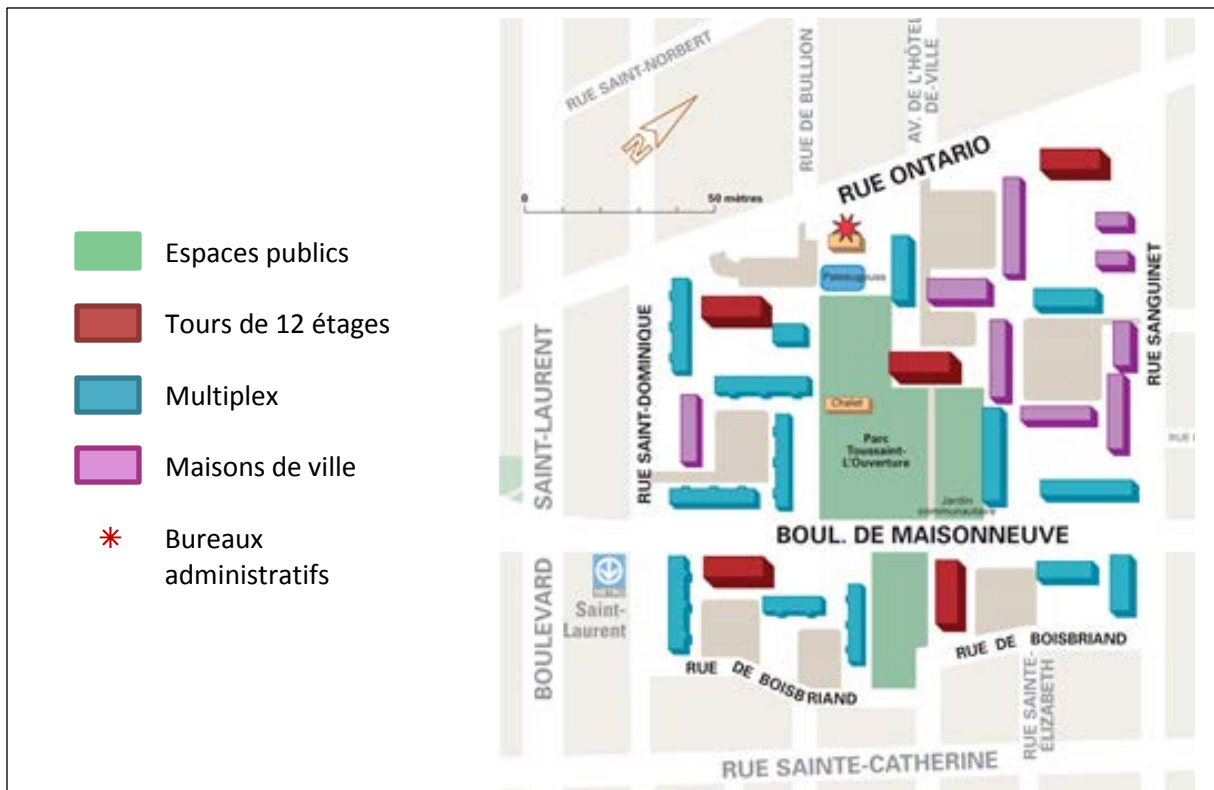 Espaces publics
Tours de 12 étages
Multiplex
Maisons de ville
Bureaux
administratifs
RUE SAINT-NORBERT
RUE DE BULLION
AV. DE L'HÔTEL
DE-VILLE
N
0
50 mètres
RUE ONTARIO
Pataugeuse
SAINT-LAURENT
RUE SAINT-DOMINIQUE
RUE SANGUINET
Chalet
Parc
Toussaint-
L'Ouverture
Jardin
communautaire
BOUL. DE MAISONNEUVE
BOULEVARD
Saint-
Laurent
RUE DE BOISBRIAND
RUE DE BOISBRIAND
RUE SAINTE-
ELIZABETH
RUE SAINTE-CATHERINE